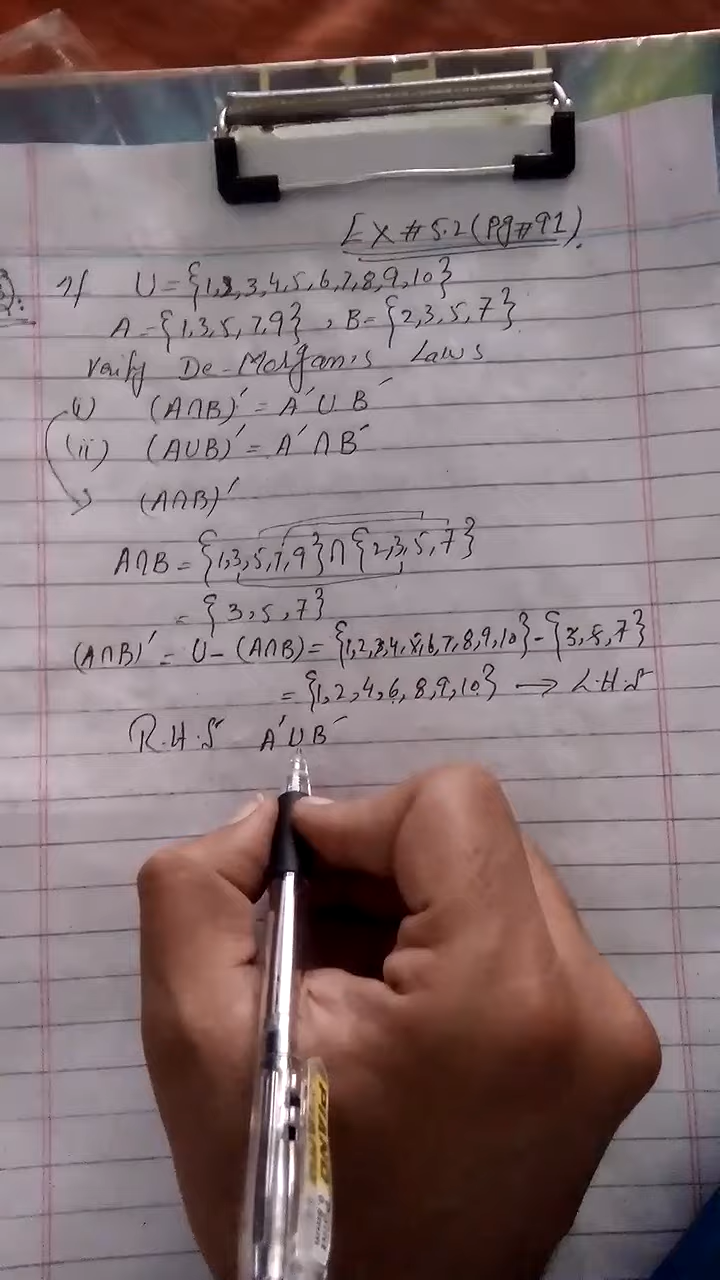 Ex # 5.2 (Pg # 91).
If U = {1,2,3,4,5,6,7,8,9,10}
A = {1,3,5,7,9} , B = {2,3,5,7}
Verify De-Morgan's Laws
(i) (A∩B)′ = A′ ∪ B′
(ii) (A∪B)′ = A′ ∩ B′
(A∩B)′
A∩B = {1,3,5,7,9} ∩ {2,3,5,7}
= {3,5,7}
(A∩B)′ = U - (A∩B) = {1,2,3,4,5,6,7,8,9,10} - {3,5,7}
= {1,2,4,6,8,9,10} → L.H.S
R.H.S A′∪B′
PIANO